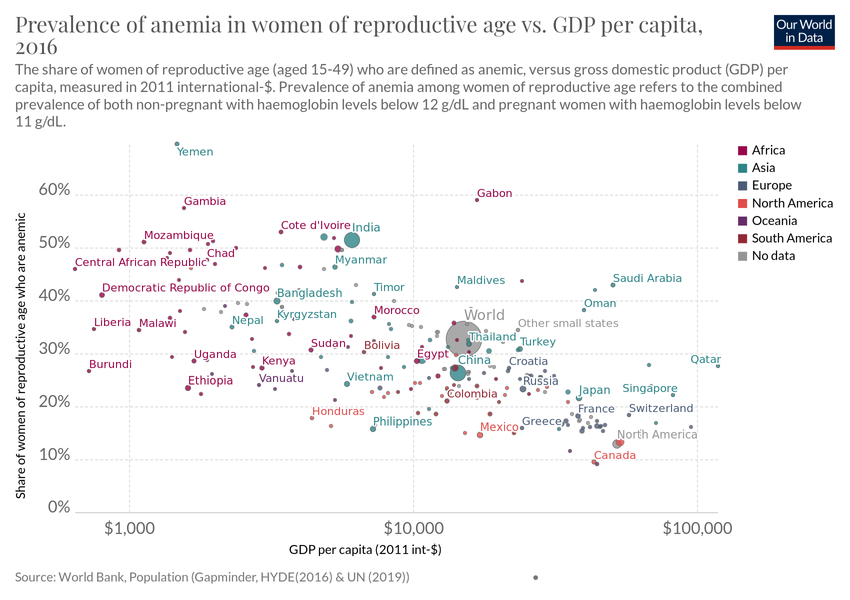 Prevalence of anemia in women of reproductive age vs. GDP per capita,
2016
Our World
in Data
The share of women of reproductive age (aged 15-49) who are defined as anemic, versus gross domestic product (GDP) per
capita, measured in 2011 international-$. Prevalence of anemia among women of reproductive age refers to the combined
prevalence of both non-pregnant with haemoglobin levels below 12 g/dL and pregnant women with haemoglobin levels below
11 g/dL.
Yemen
Africa
Asia
Europe
North America
Oceania
South America
No data
60%
Gambia
Gabon
Cote d'Ivoire
India
Mozambique
50%
Chad
Central African Republic
Myanmar
Saudi Arabia
Maldives
Democratic Republic of Congo
Timor
Bangladesh
40%
Oman
Morocco
World
Kyrgyzstan
Liberia
Malawi
Nepal
Other small states
Sudan
Bolivia
Thailand
Turkey
30%
Uganda
Egypt
Kenya
China
Croatia
Qatar
Burundi
Ethiopia
Vanuatu
Vietnam
Russia
Colombia
Japan
Singapore
20%
Honduras
France
Switzerland
Philippines
Mexico
Greece
North America
10%
Canada
0%
$1,000
$10,000
$100,000
Share of women of reproductive age who are anemic
GDP per capita (2011 int-$)
Source: World Bank, Population (Gapminder, HYDE(2016) & UN (2019))